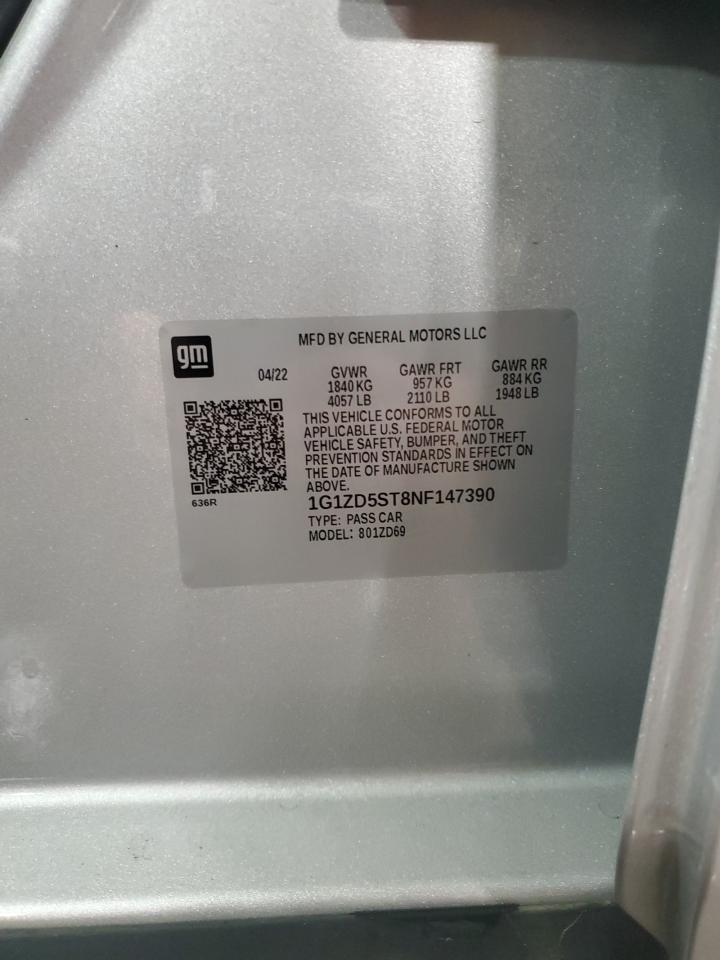 gm
MFD BY GENERAL MOTORS LLC
04/22 GVWR GAWR FRT GAWR RR
1840 KG 957 KG 884 KG
4057 LB 2110 LB 1948 LB
THIS VEHICLE CONFORMS TO ALL
APPLICABLE U.S. FEDERAL MOTOR
VEHICLE SAFETY, BUMPER, AND THEFT
PREVENTION STANDARDS IN EFFECT ON
THE DATE OF MANUFACTURE SHOWN
ABOVE.
636R
1G1ZD5ST8NF147390
TYPE: PASS CAR
MODEL: 801ZD69